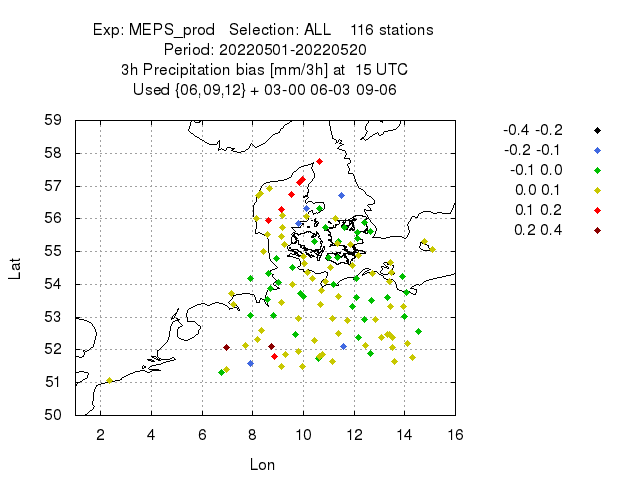 Exp: MEPS_prod Selection: ALL 116 stations
Period: 20220501-20220520
3h Precipitation bias [mm/3h] at 15 UTC
Used {06,09,12} + 03-00 06-03 09-06
59
58
57
56
55
54
53
52
51
50
Lat
2 4 6 8 10 12 14 16
Lon
-0.4 -0.2
-0.2 -0.1
-0.1 0.0
0.0 0.1
0.1 0.2
0.2 0.4